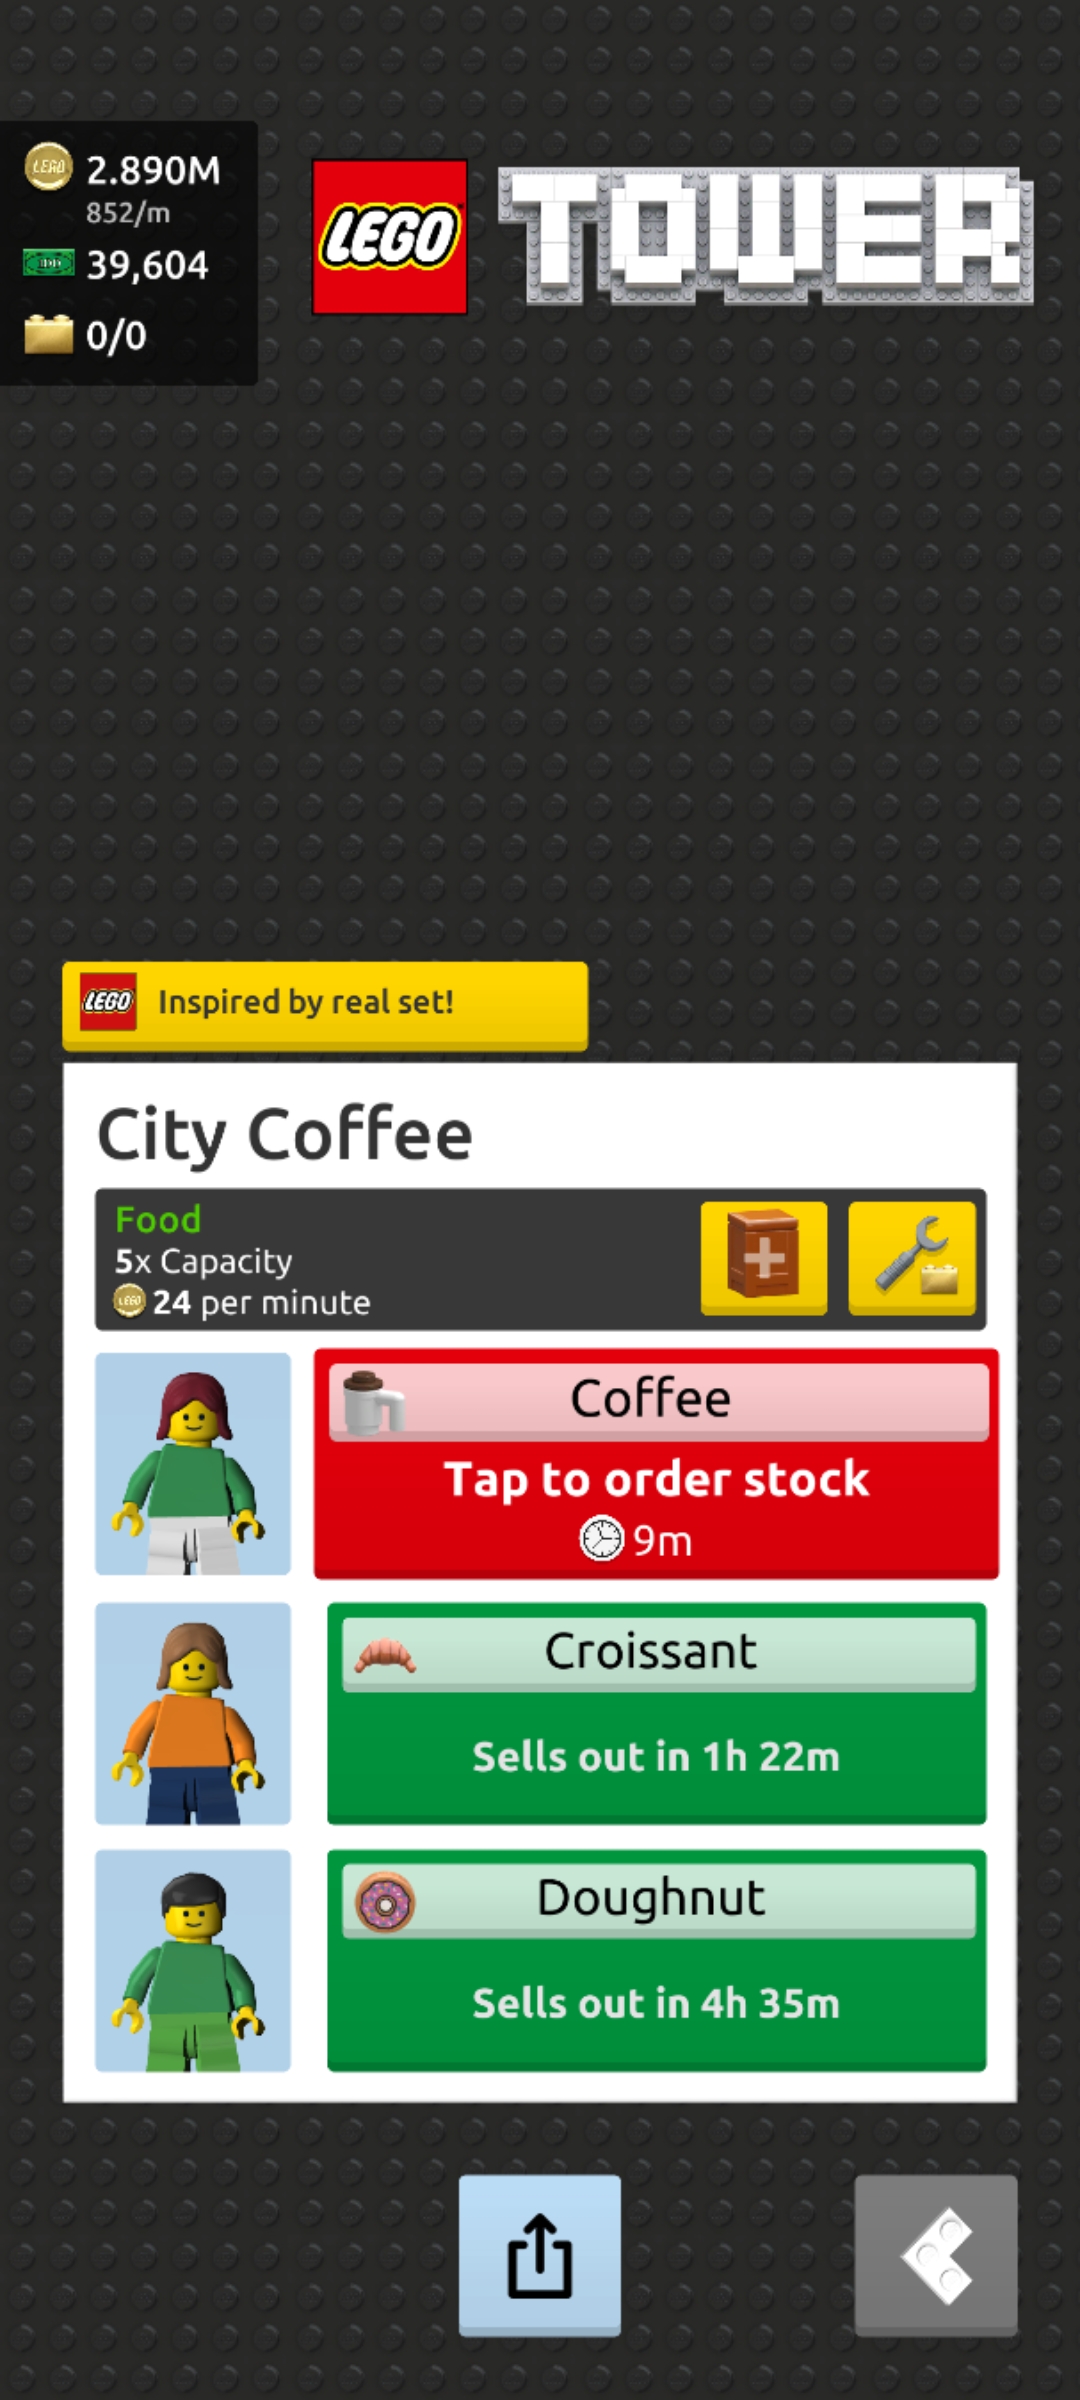 2.890M
852/m
39,604
0/0
LEGO TOWER
LEGO Inspired by real set!
City Coffee
Food
5x Capacity
24 per minute
Coffee
Tap to order stock
9m
Croissant
Sells out in 1h 22m
Doughnut
Sells out in 4h 35m